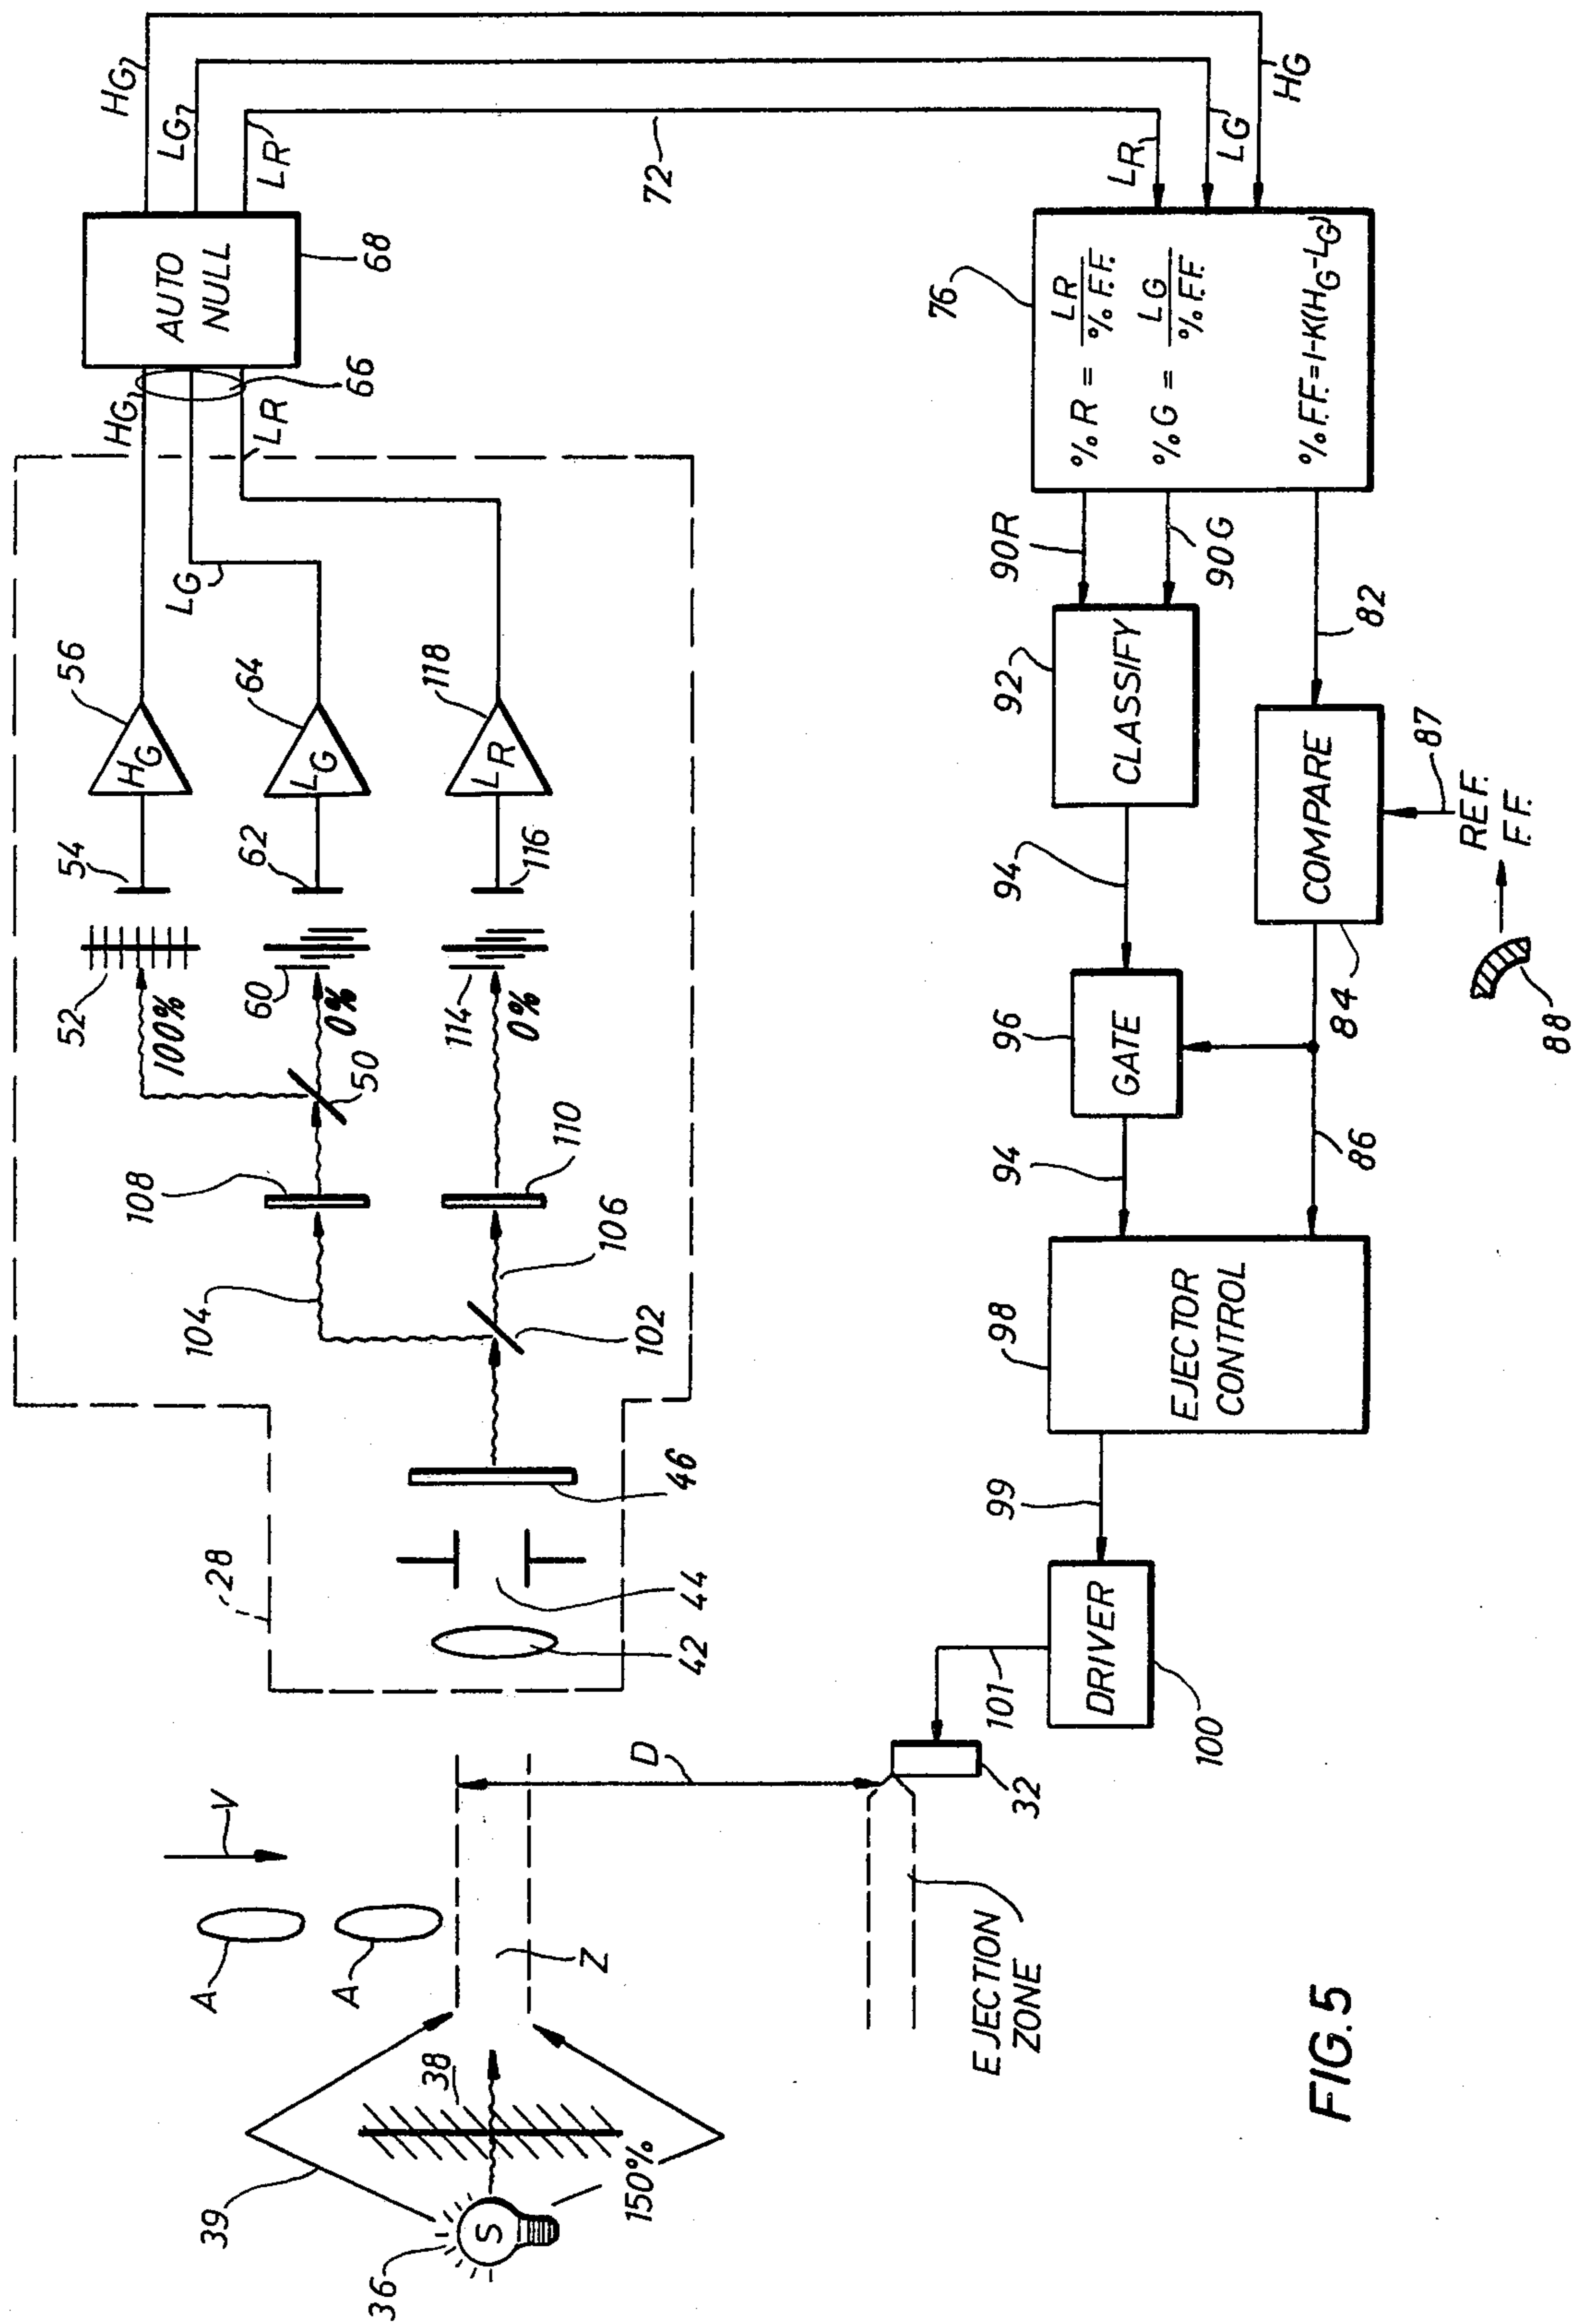 HG
LG
LR
72
LR
LG
HG
AUTO
NULL
68
66
HG
LR
LG
56
HG
64
LG
118
LR
54
62
116
52
100%
60
0%
114
0%
50
108
110
104
106
102
46
28
44
42
76
%R = LR
%F.F.
%G = LG
%F.F.
%F.F.=1-K(HG-LG)
90R
90G
82
92
CLASSIFY
COMPARE
87
REF.
F.F.
88
84
94
96
GATE
94
86
98
EJECTOR
CONTROL
99
DRIVER
100
101
32
D
V
A
A
Z
EJECTION
ZONE
38
39
150%
S
36
FIG. 5